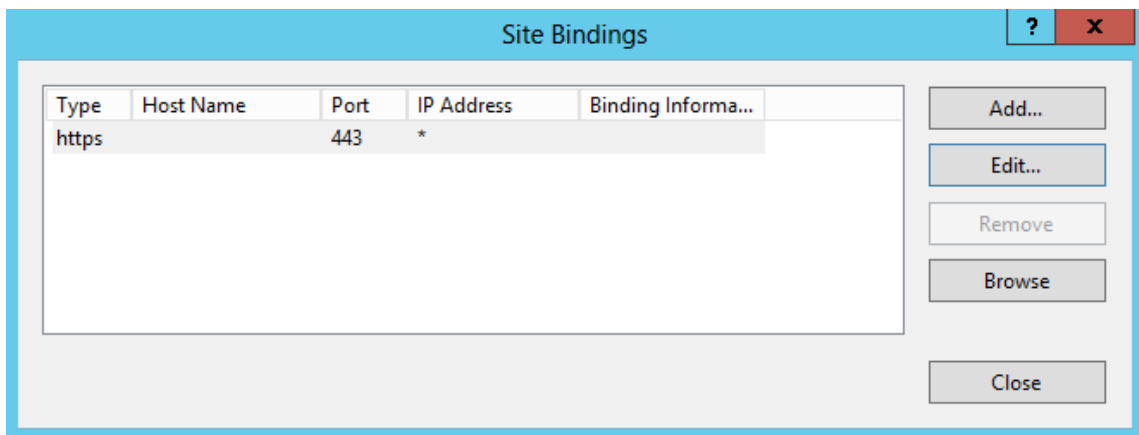 Site Bindings
? x
Type Host Name Port IP Address Binding Informa...
https 443 *
Add...
Edit...
Remove
Browse
Close